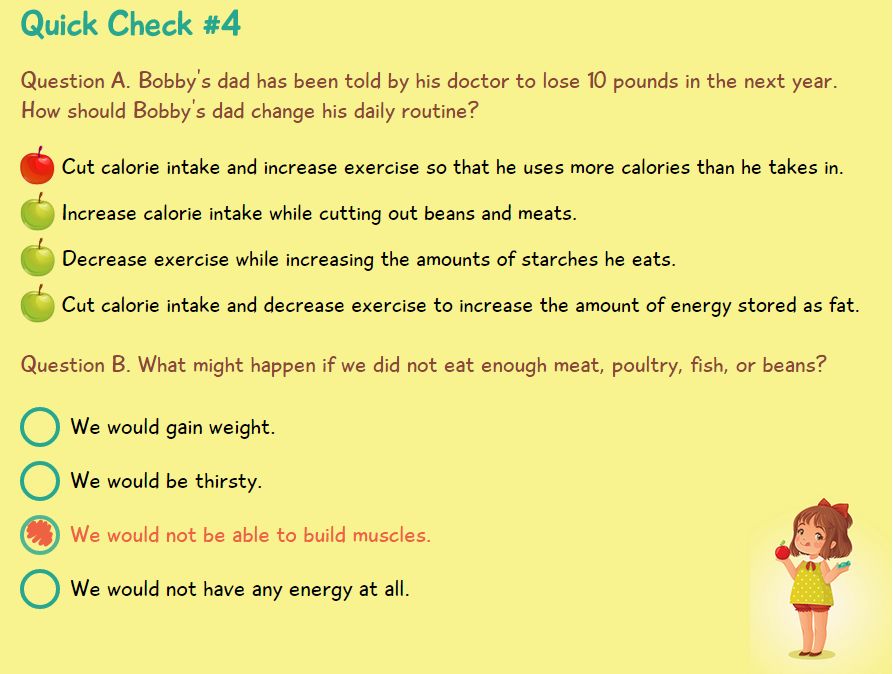 Quick Check #4
Question A. Bobby's dad has been told by his doctor to lose 10 pounds in the next year.
How should Bobby's dad change his daily routine?
Cut calorie intake and increase exercise so that he uses more calories than he takes in.
Increase calorie intake while cutting out beans and meats.
Decrease exercise while increasing the amounts of starches he eats.
Cut calorie intake and decrease exercise to increase the amount of energy stored as fat.
Question B. What might happen if we did not eat enough meat, poultry, fish, or beans?
We would gain weight.
We would be thirsty.
We would not be able to build muscles.
We would not have any energy at all.